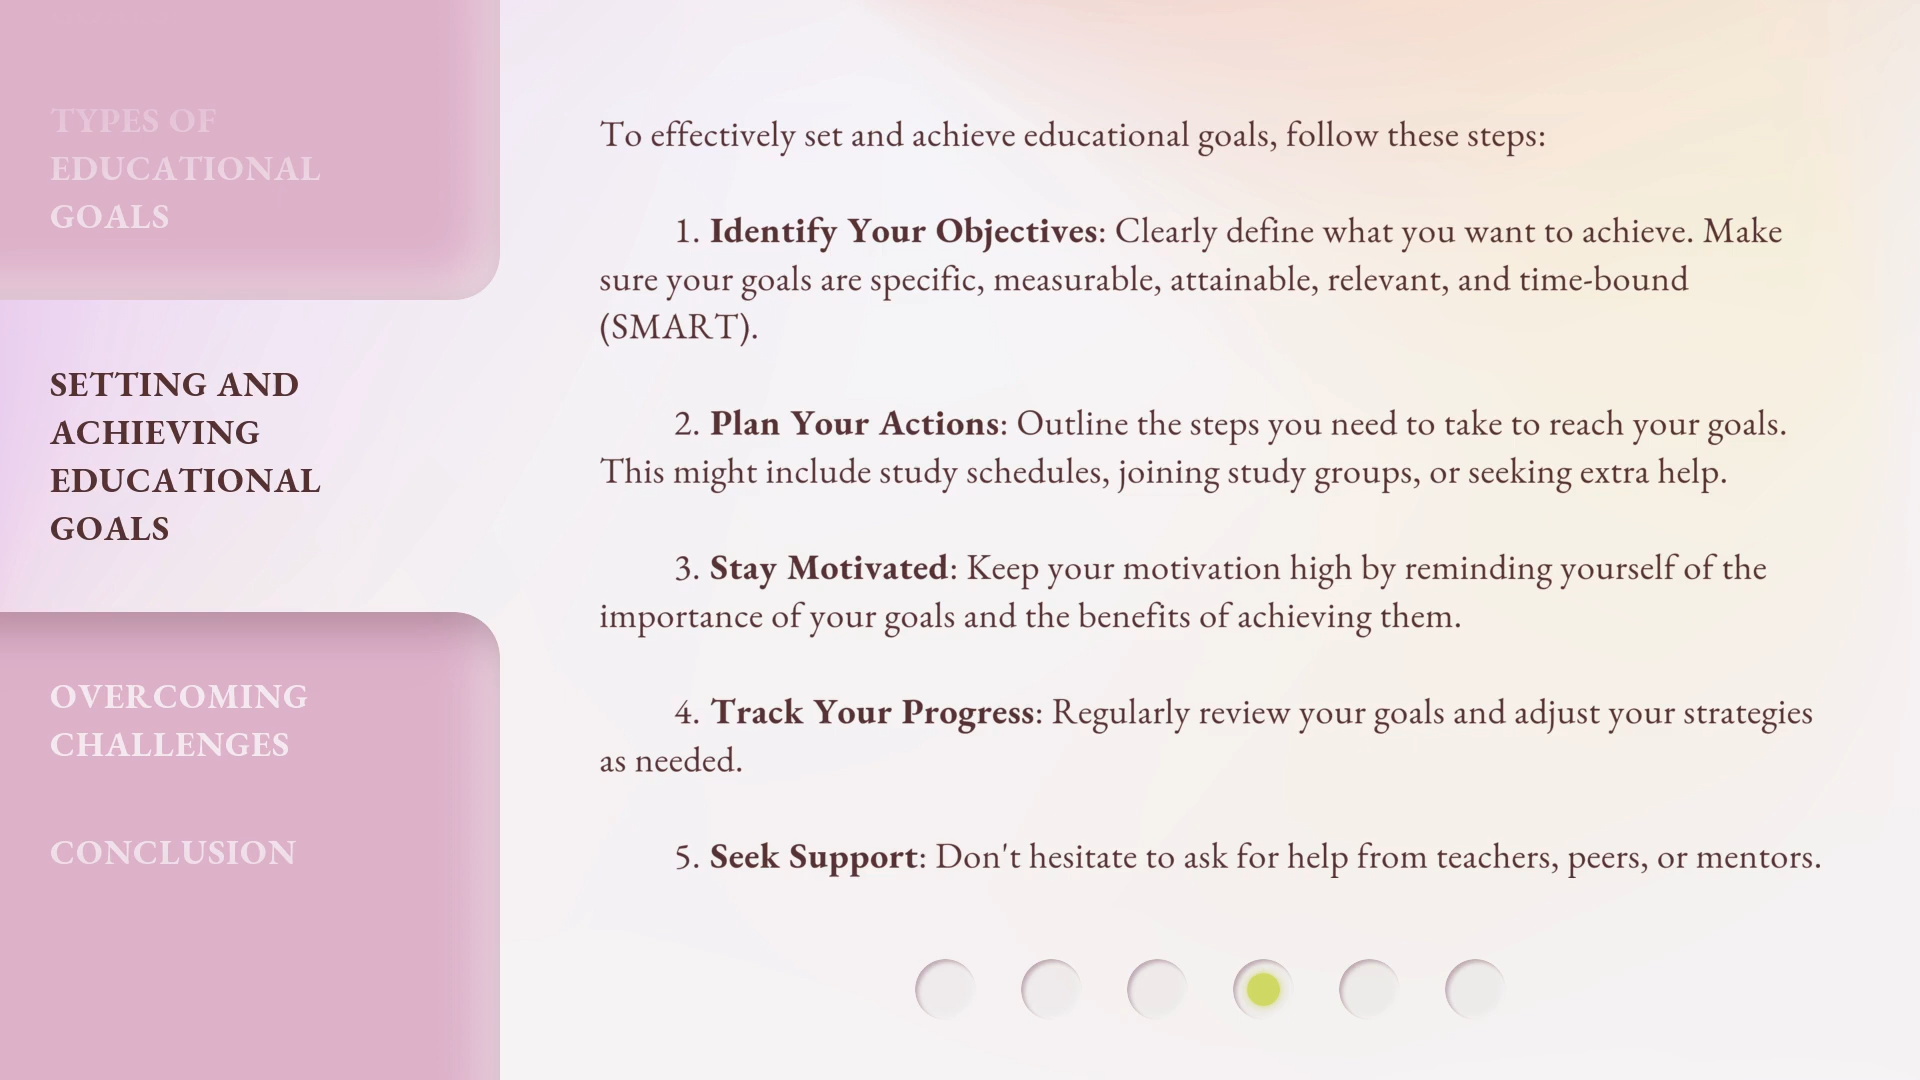 TYPES OF
EDUCATIONAL
GOALS
SETTING AND
ACHIEVING
EDUCATIONAL
GOALS
OVERCOMING
CHALLENGES
CONCLUSION
To effectively set and achieve educational goals, follow these steps:
1. Identify Your Objectives: Clearly define what you want to achieve. Make
sure your goals are specific, measurable, attainable, relevant, and time-bound
(SMART).
2. Plan Your Actions: Outline the steps you need to take to reach your goals.
This might include study schedules, joining study groups, or seeking extra help.
3. Stay Motivated: Keep your motivation high by reminding yourself of the
importance of your goals and the benefits of achieving them.
4. Track Your Progress: Regularly review your goals and adjust your strategies
as needed.
5. Seek Support: Don't hesitate to ask for help from teachers, peers, or mentors.